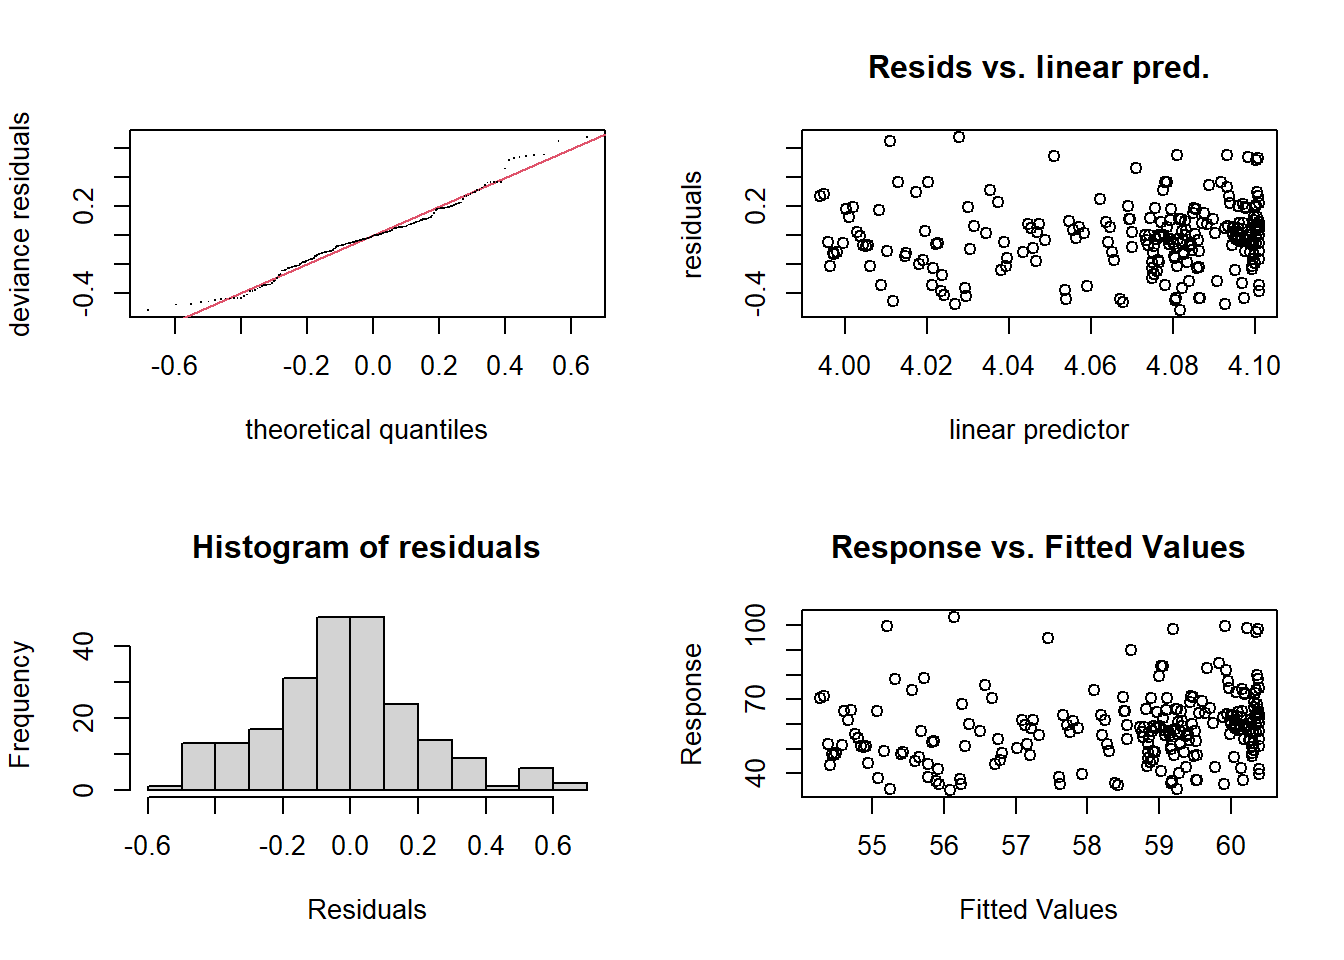 deviance residuals
0.2
-0.4
-0.6 -0.2 0.0 0.2 0.4 0.6
theoretical quantiles
Resids vs. linear pred.
residuals
0.2
-0.4
4.00 4.02 4.04 4.06 4.08 4.10
linear predictor
Histogram of residuals
Frequency
40
20
0
-0.6 -0.2 0.0 0.2 0.4 0.6
Residuals
Response vs. Fitted Values
Response
100
70
40
55 56 57 58 59 60
Fitted Values